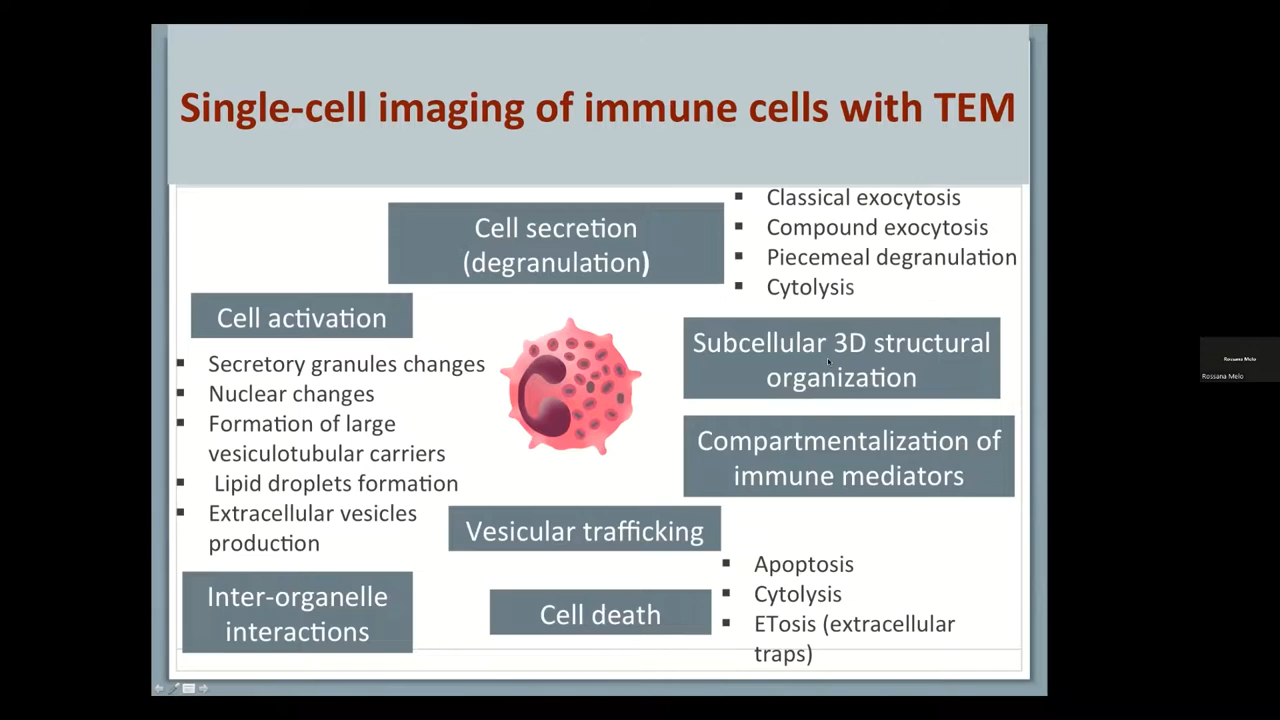 Single-cell imaging of immune cells with TEM
Cell secretion
(degranulation)
▪ Classical exocytosis
▪ Compound exocytosis
▪ Piecemeal degranulation
▪ Cytolysis
Cell activation
▪ Secretory granules changes
▪ Nuclear changes
▪ Formation of large
vesiculotubular carriers
▪ Lipid droplets formation
▪ Extracellular vesicles
production
Subcellular 3D structural
organization
Compartmentalization of
immune mediators
Vesicular trafficking
Inter-organelle
interactions
Cell death
▪ Apoptosis
▪ Cytolysis
▪ ETosis (extracellular
traps)
Rossana Melo
Rossana Melo